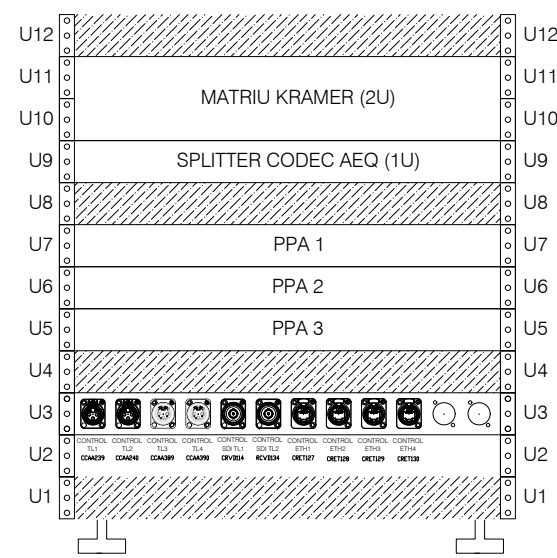 U12 U12
U11 U11
MATRIU KRAMER (2U)
U10 U10
U9 SPLITTER CODEC AEQ (1U) U9
U8 U8
U7 PPA 1 U7
U6 PPA 2 U6
U5 PPA 3 U5
U4 U4
U3 U3
CONTROL CONTROL CONTROL CONTROL CONTROL CONTROL CONTROL CONTROL CONTROL CONTROL
TL1 TL2 TL3 TL4 SDI TL1 SDI TL2 ETH1 ETH2 ETH3 ETH4
U2 CCAA239 CCAA240 CCAA389 CCAA390 CRVD114 RCVD134 CRET127 CRET128 CRET129 CRET130 U2
U1 U1